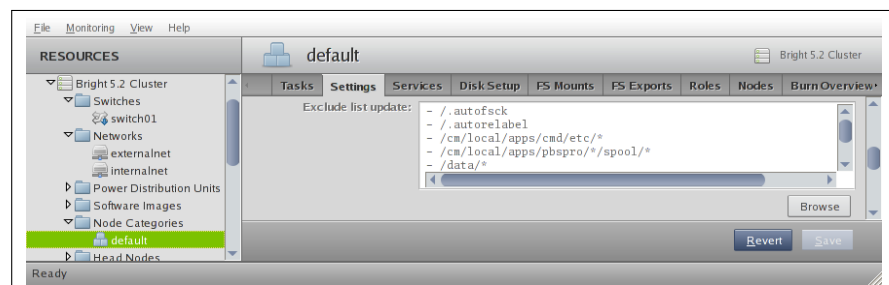 File Monitoring View Help
RESOURCES
default
Bright 5.2 Cluster
Bright 5.2 Cluster
Switches
switch01
Networks
externalnet
internalnet
Power Distribution Units
Software Images
Node Categories
default
Head Nodes
Tasks Settings Services Disk Setup FS Mounts FS Exports Roles Nodes Burn Overview
Exclude list update:
- /.autofsck
- /.autorelabel
- /cm/local/apps/cmd/etc/*
- /cm/local/apps/pbspro/*/spool/*
- /data/*
Browse
Revert Save
Ready